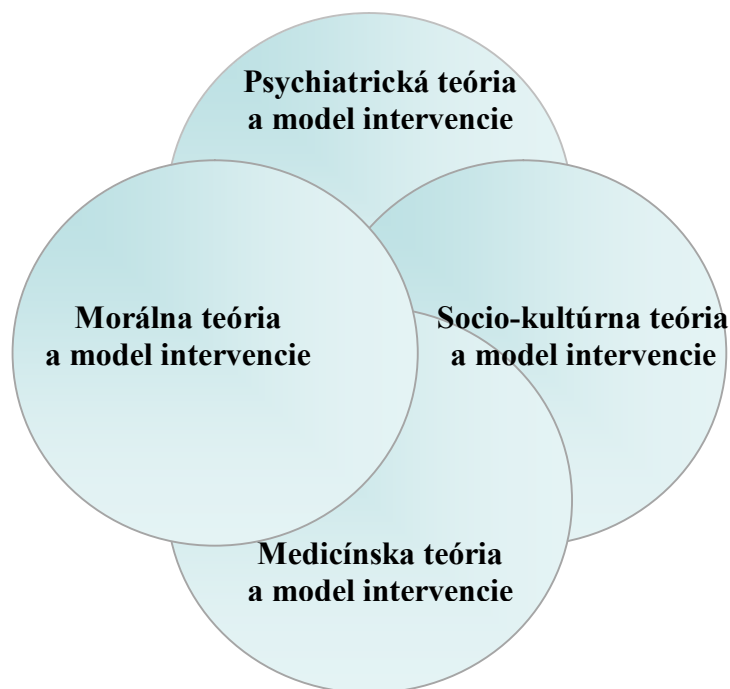 Psychiatrická teória
a model intervencie
Morálna teória
a model intervencie
Socio-kultúrna teória
a model intervencie
Medicínska teória
a model intervencie